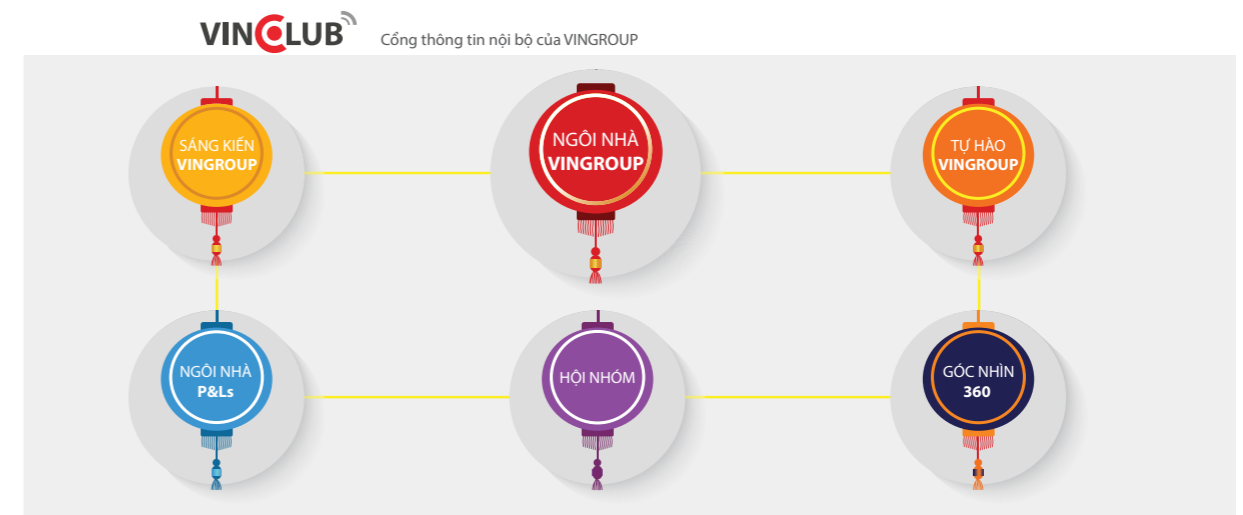 VINCLUB
Cổng thông tin nội bộ của VINGROUP
SÁNG KIẾN
VINGROUP
NGÔI NHÀ
VINGROUP
TỰ HÀO
VINGROUP
NGÔI NHÀ
P&Ls
HỘI NHÓM
GÓC NHÌN
360